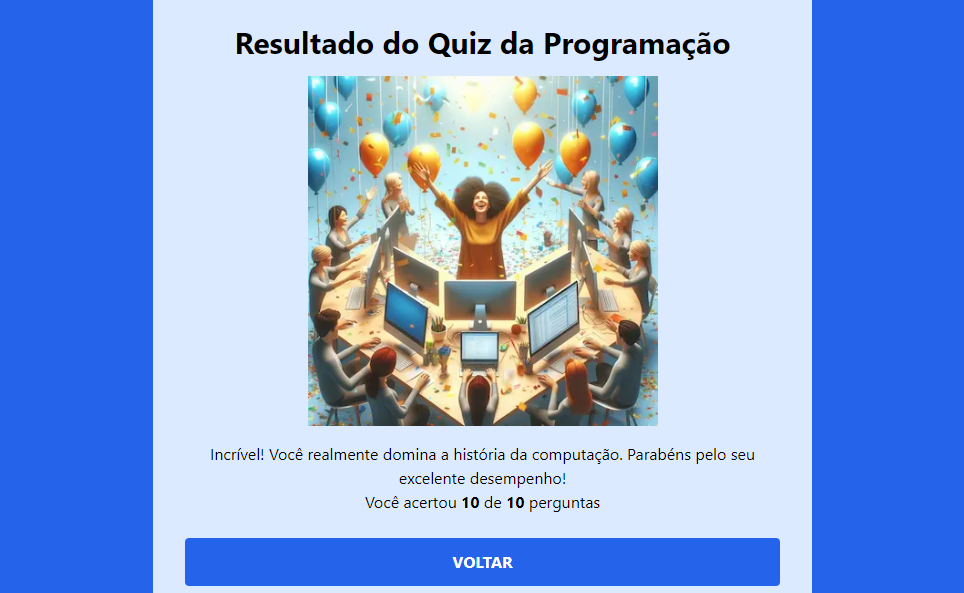 Resultado do Quiz da Programação
Incrível! Você realmente domina a história da computação. Parabéns pelo seu
excelente desempenho!
Você acertou 10 de 10 perguntas
VOLTAR